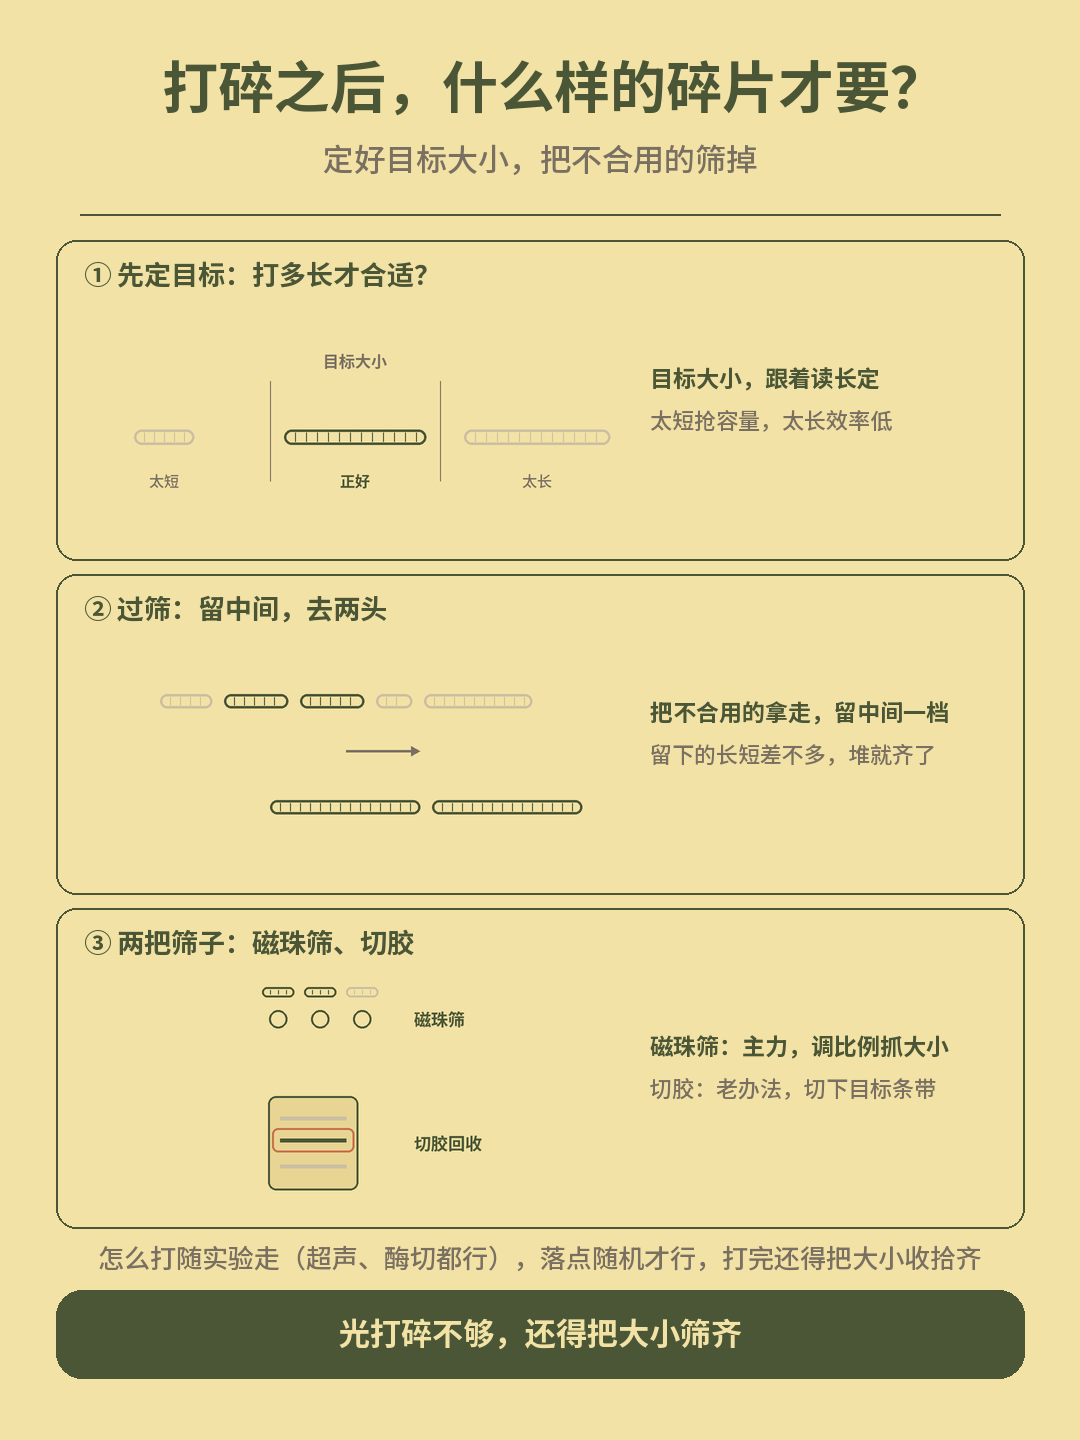 打碎之后，什么样的碎片才要？
定好目标大小，把不合用的筛掉
① 先定目标：打多长才合适？
目标大小
太短
正好
太长
目标大小，跟着读长定
太短抢容量，太长效率低
② 过筛：留中间，去两头
把不合用的拿走，留中间一档
留下的长短差不多，堆就齐了
③ 两把筛子：磁珠筛、切胶
磁珠筛
切胶回收
磁珠筛：主力，调比例抓大小
切胶：老办法，切下目标条带
怎么打随实验走（超声、酶切都行），落点随机才行，打完还得把大小收拾齐
光打碎不够，还得把大小筛齐